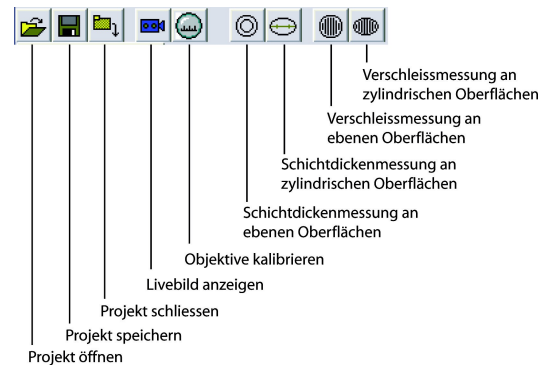 Verschleissmessung an
zylindrischen Oberflächen
Verschleissmessung an
ebenen Oberflächen
Schichtdickenmessung an
zylindrischen Oberflächen
Schichtdickenmessung an
ebenen Oberflächen
Objektive kalibrieren
Livebild anzeigen
Projekt schliessen
Projekt speichern
Projekt öffnen